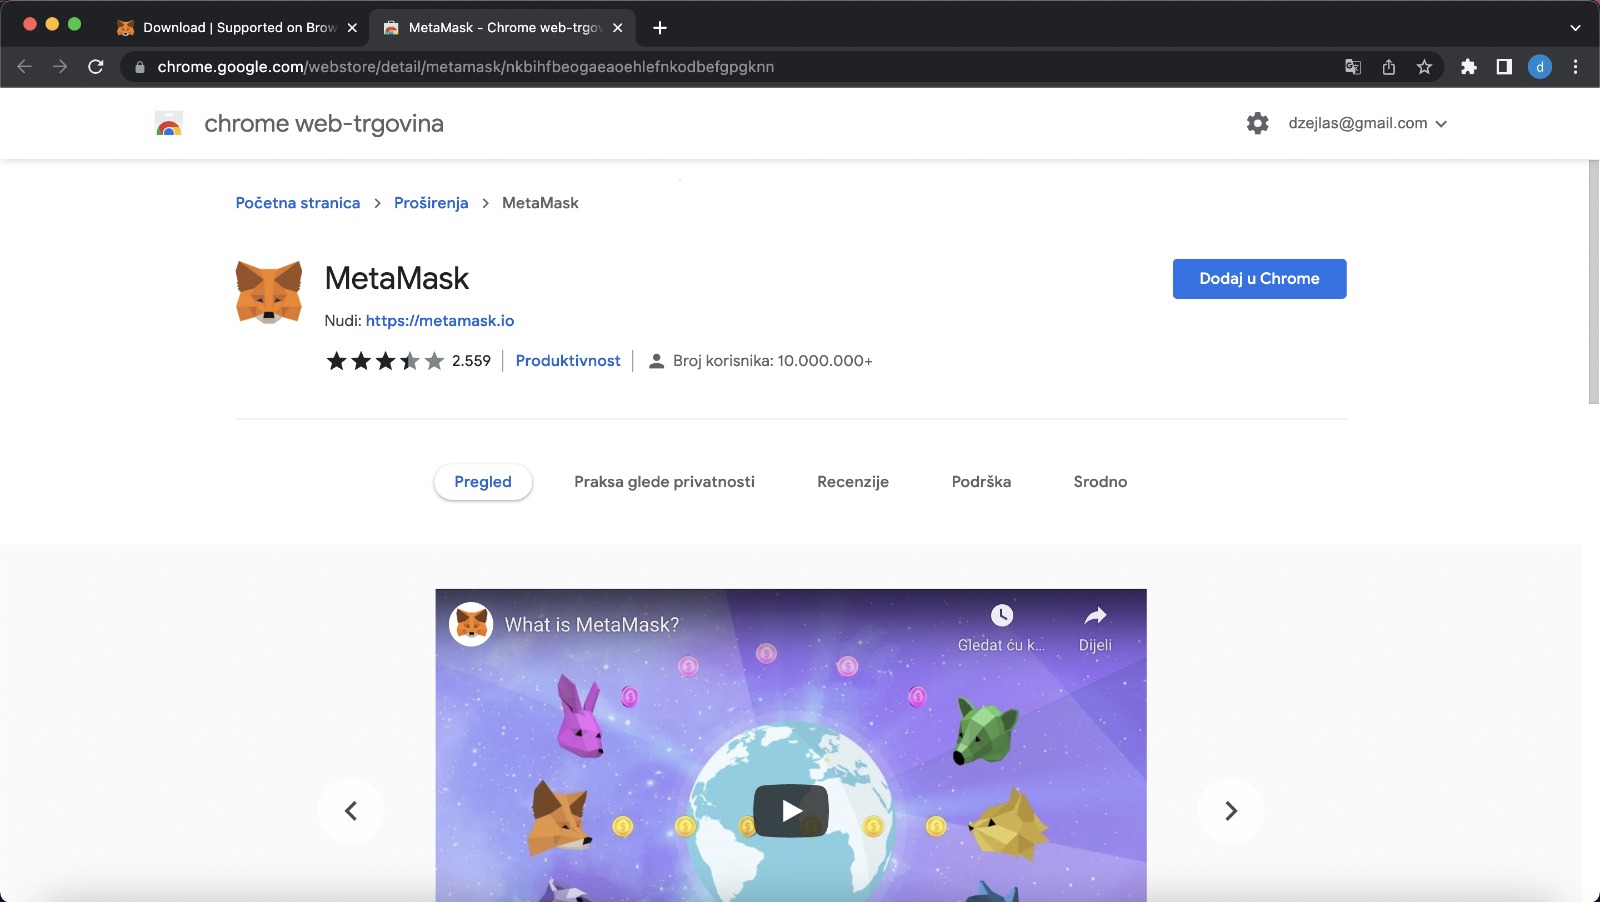 Download | Supported on Brow
MetaMask - Chrome web-trgov
chrome.google.com/webstore/detail/metamask/nkbihfbeogaeaoehlefnkodbefgpgknn
d
chrome web-trgovina
dzejlas@gmail.com
Početna stranica > Proširenja > MetaMask
MetaMask
Dodaj u Chrome
Nudi: https://metamask.io
2.559 Produktivnost Broj korisnika: 10.000.000+
Pregled Praksa glede privatnosti Recenzije Podrška Srodno
What is MetaMask?
Gledat ću k... Dijeli